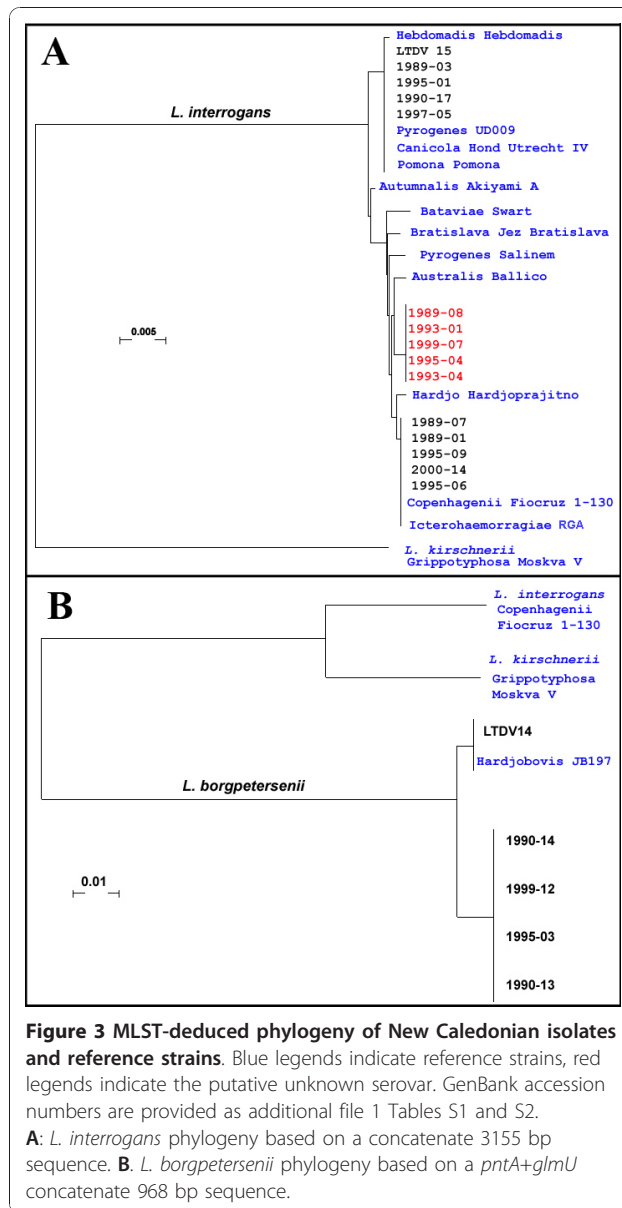 A
Hebdomadis Hebdomadis
LTDV 15
1989-03
1995-01
1990-17
1997-05
L. interrogans
Pyrogenes UD009
Canicola Hond Utrecht IV
Pomona Pomona
Autumnalis Akiyami A
Bataviae Swart
Bratislava Jez Bratislava
Pyrogenes Salinem
Australis Ballico
1989-08
1993-01
0.005
1999-07
1995-04
1993-04
Hardjo Hardjoprajitno
1989-07
1989-01
1995-09
2000-14
1995-06
Copenhagenii Fiocruz 1-130
Icterohaemorragiae RGA
L. kirschnerii
Grippotyphosa Moskva V
B
L. interrogans
Copenhagenii
Fiocruz 1-130
L. kirschnerii
Grippotyphosa
Moskva V
LTDV14
Hardjobovis JB197
L. borgpetersenii
1990-14
0.01
1999-12
1995-03
1990-13
Figure 3 MLST-deduced phylogeny of New Caledonian isolates
and reference strains. Blue legends indicate reference strains, red
legends indicate the putative unknown serovar. GenBank accession
numbers are provided as additional file 1 Tables S1 and S2.
A: L. interrogans phylogeny based on a concatenate 3155 bp
sequence. B. L. borgpetersenii phylogeny based on a pntA+glmU
concatenate 968 bp sequence.